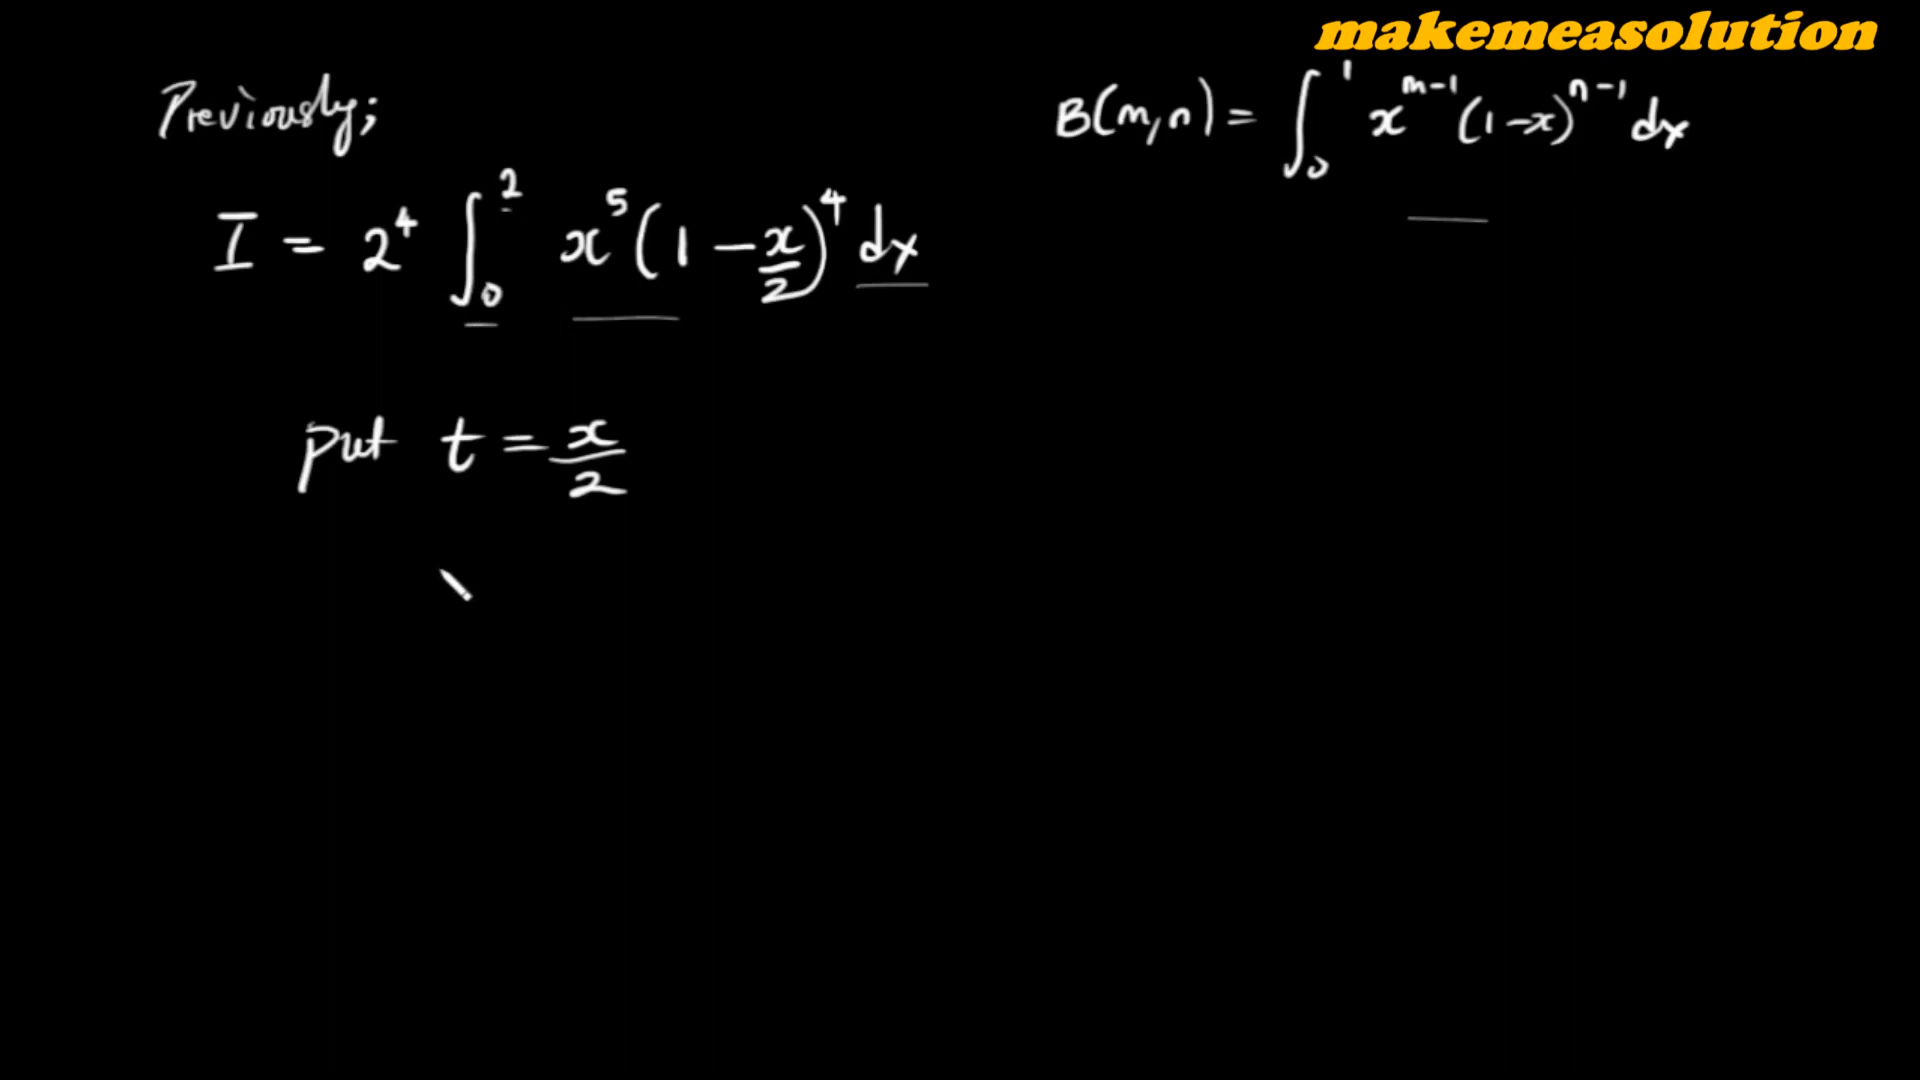 makemeasolution
Previously;
B(m,n) = ∫₀¹ x^(m-1) (1-x)^(n-1) dx
I = 2⁴ ∫₀² x⁵ (1 - x/2)⁴ dx
put t = x/2